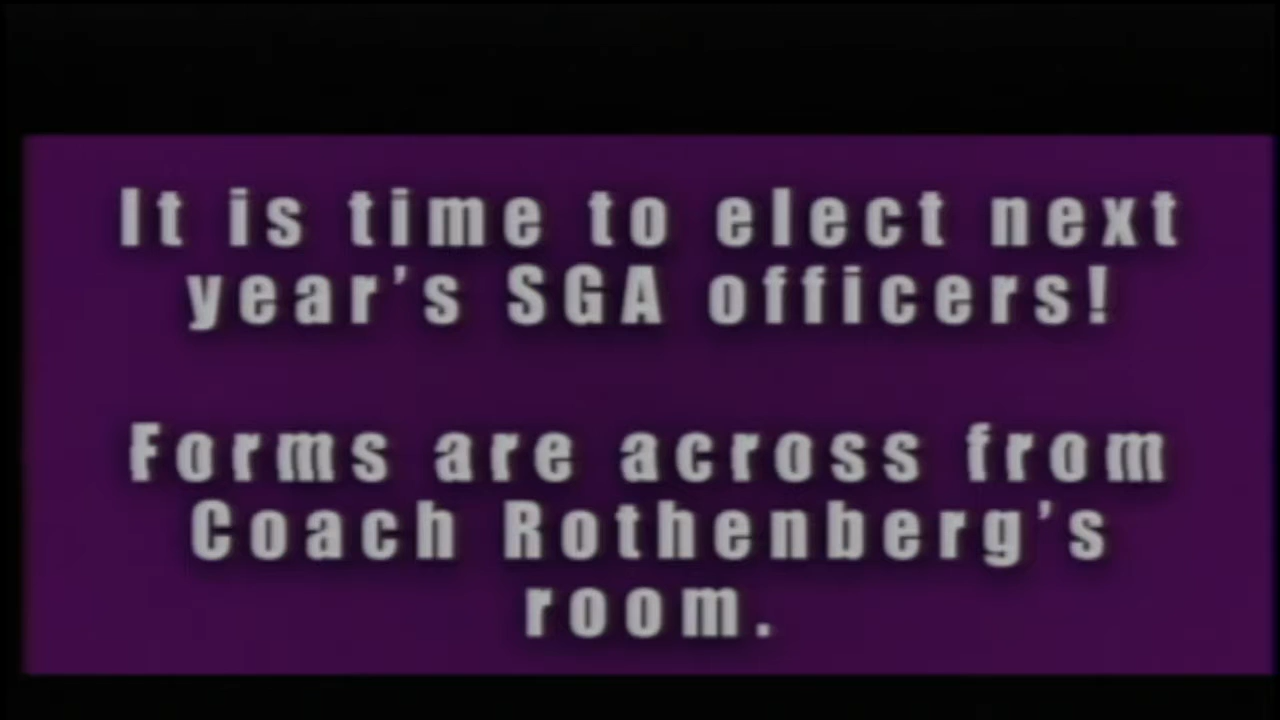 It is time to elect next
year’s SGA officers!
Forms are across from
Coach Rothenberg’s
room.